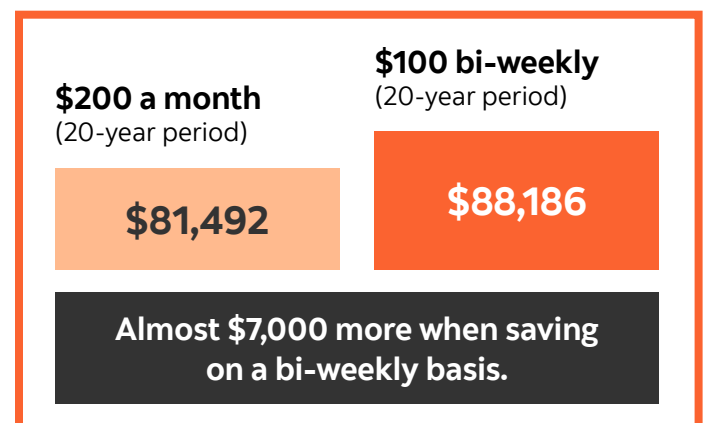 $200 a month
(20-year period)
$81,492
$100 bi-weekly
(20-year period)
$88,186
Almost $7,000 more when saving
on a bi-weekly basis.